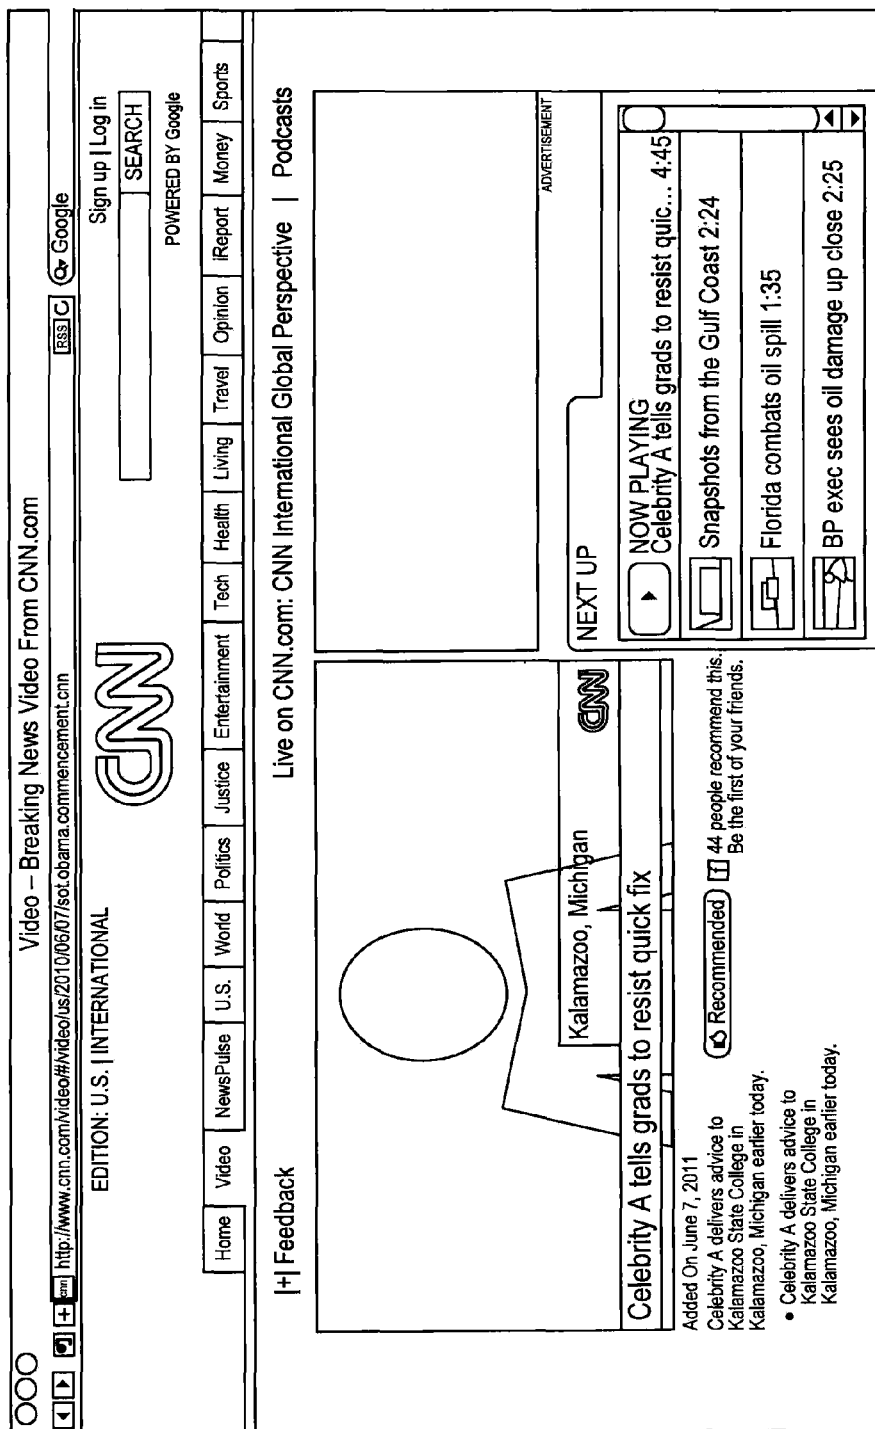 Video – Breaking News Video From CNN.com
cnn http://www.cnn.com/video/#/video/us/2010/06/07/sot.obama.commencement.cnn RSS Google
EDITION: U.S. | INTERNATIONAL
CNN
Sign up | Log in
SEARCH
POWERED BY Google
Home Video NewsPulse U.S. World Politics Justice Entertainment Tech Health Living Travel Opinion iReport Money Sports
[+] Feedback
Live on CNN.com: CNN International Global Perspective | Podcasts
Kalamazoo, Michigan
CNN
Celebrity A tells grads to resist quick fix
Added On June 7, 2011
Celebrity A delivers advice to
Kalamazoo State College in
Kalamazoo, Michigan earlier today.
• Celebrity A delivers advice to
Kalamazoo State College in
Kalamazoo, Michigan earlier today.
Recommended
f 44 people recommend this.
Be the first of your friends.
ADVERTISEMENT
NEXT UP
NOW PLAYING
Celebrity A tells grads to resist quic... 4:45
Snapshots from the Gulf Coast 2:24
Florida combats oil spill 1:35
BP exec sees oil damage up close 2:25